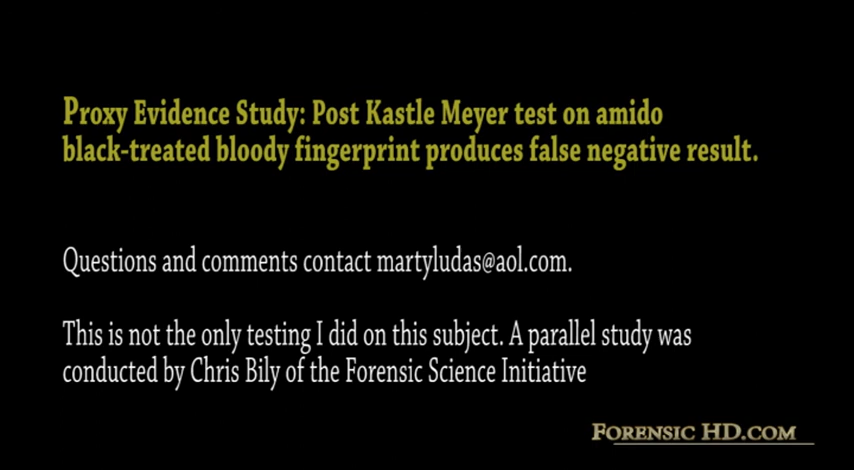 Proxy Evidence Study: Post Kastle Meyer test on amido
black-treated bloody fingerprint produces false negative result.
Questions and comments contact martyludas@aol.com.
This is not the only testing I did on this subject. A parallel study was
conducted by Chris Bily of the Forensic Science Initiative
FORENSIC HD.COM